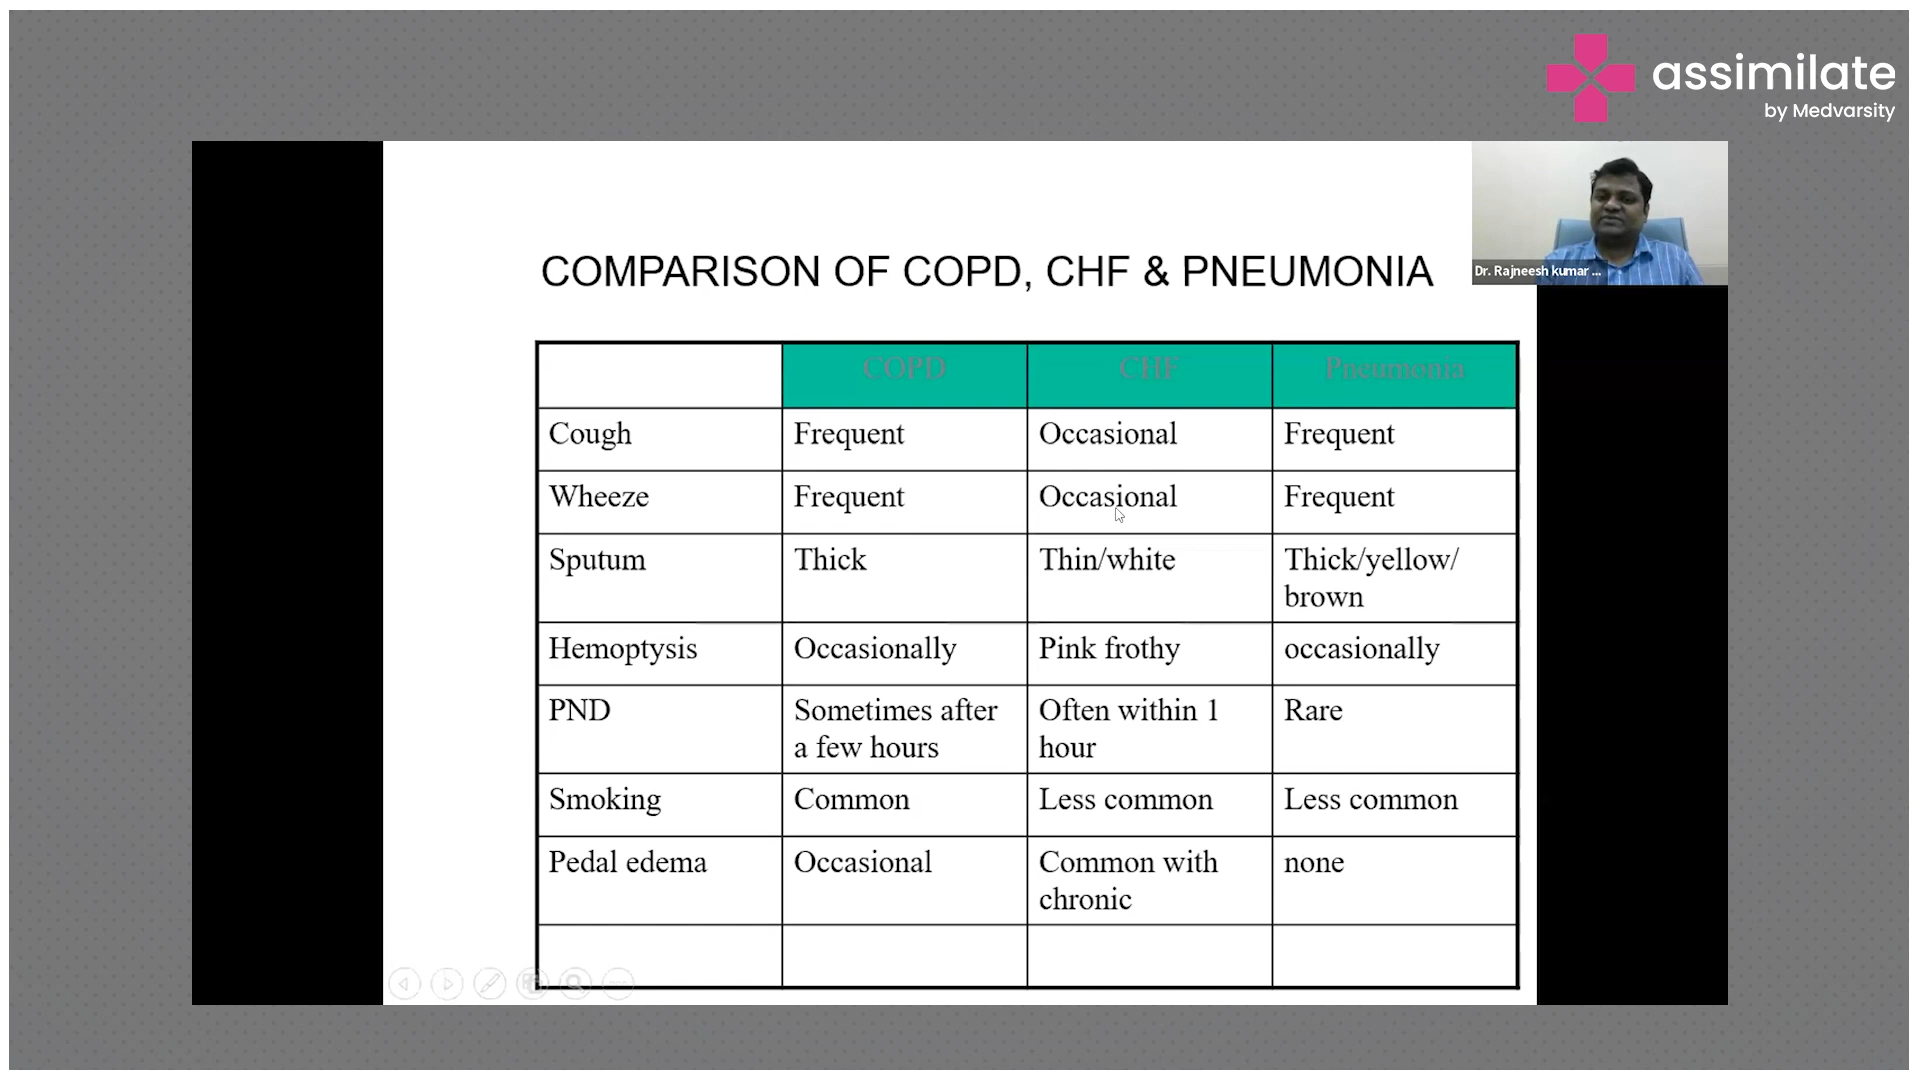 assimilate
by Medvarsity
Dr. Rajneesh kumar ...
COMPARISON OF COPD, CHF & PNEUMONIA
COPD CHF Pneumonia
Cough Frequent Occasional Frequent
Wheeze Frequent Occasional Frequent
Sputum Thick Thin/white Thick/yellow/
brown
Hemoptysis Occasionally Pink frothy occasionally
PND Sometimes after Often within 1 Rare
a few hours hour
Smoking Common Less common Less common
Pedal edema Occasional Common with none
chronic